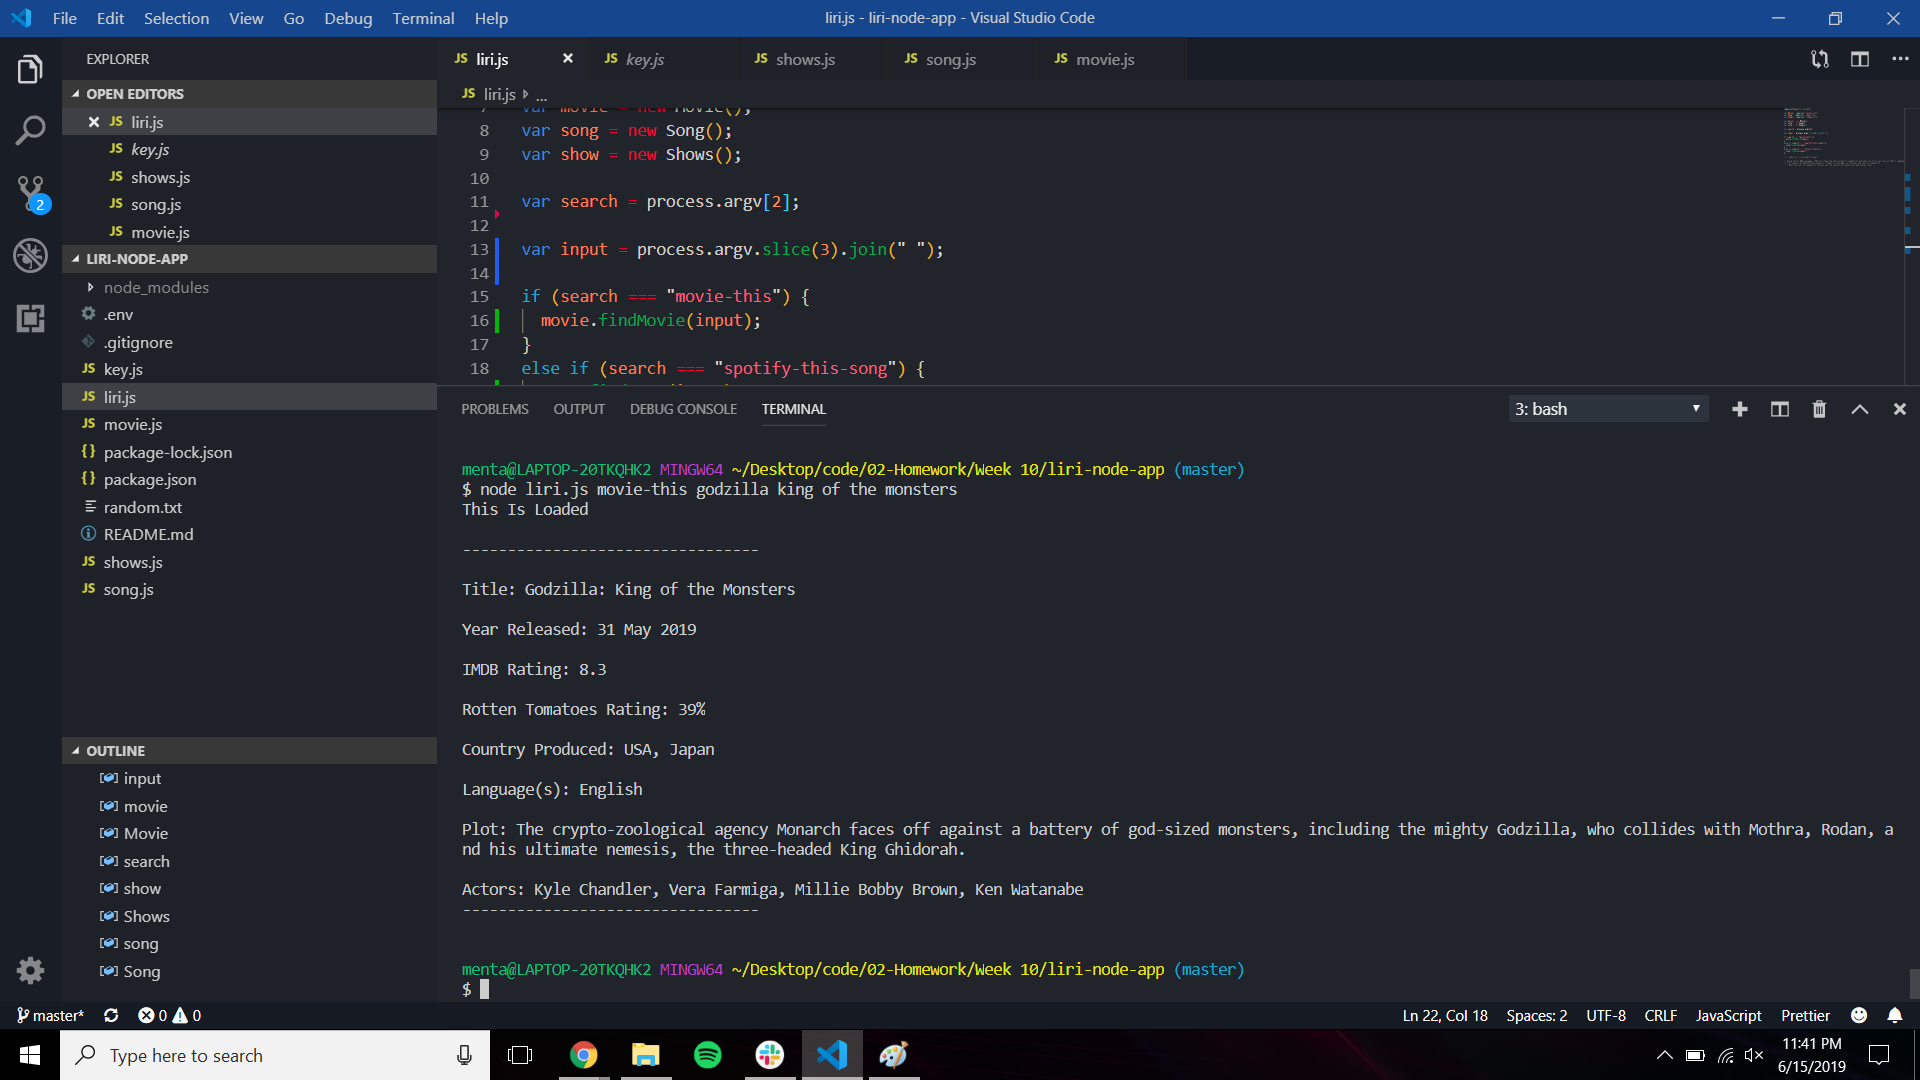 File Edit Selection View Go Debug Terminal Help
liri.js - liri-node-app - Visual Studio Code
EXPLORER
OPEN EDITORS
JS liri.js
JS key.js
JS shows.js
JS song.js
JS movie.js
LIRI-NODE-APP
node_modules
.env
.gitignore
JS key.js
JS liri.js
JS movie.js
{} package-lock.json
{} package.json
random.txt
README.md
JS shows.js
JS song.js
OUTLINE
input
movie
Movie
search
show
Shows
song
Song
2
JS liri.js JS key.js JS shows.js JS song.js JS movie.js
JS liri.js ...
7 var movie = new Movie();
8 var song = new Song();
9 var show = new Shows();
10
11 var search = process.argv[2];
12
13 var input = process.argv.slice(3).join(" ");
14
15 if (search === "movie-this") {
16 movie.findMovie(input);
17 }
18 else if (search === "spotify-this-song") {
PROBLEMS OUTPUT DEBUG CONSOLE TERMINAL 3: bash
menta@LAPTOP-20TKQHK2 MINGW64 ~/Desktop/code/02-Homework/Week 10/liri-node-app (master)
$ node liri.js movie-this godzilla king of the monsters
This Is Loaded
---------------------------------
Title: Godzilla: King of the Monsters
Year Released: 31 May 2019
IMDB Rating: 8.3
Rotten Tomatoes Rating: 39%
Country Produced: USA, Japan
Language(s): English
Plot: The crypto-zoological agency Monarch faces off against a battery of god-sized monsters, including the mighty Godzilla, who collides with Mothra, Rodan, a
nd his ultimate nemesis, the three-headed King Ghidorah.
Actors: Kyle Chandler, Vera Farmiga, Millie Bobby Brown, Ken Watanabe
---------------------------------
menta@LAPTOP-20TKQHK2 MINGW64 ~/Desktop/code/02-Homework/Week 10/liri-node-app (master)
$
master* 0 0 Ln 22, Col 18 Spaces: 2 UTF-8 CRLF JavaScript Prettier
Type here to search
11:41 PM
6/15/2019